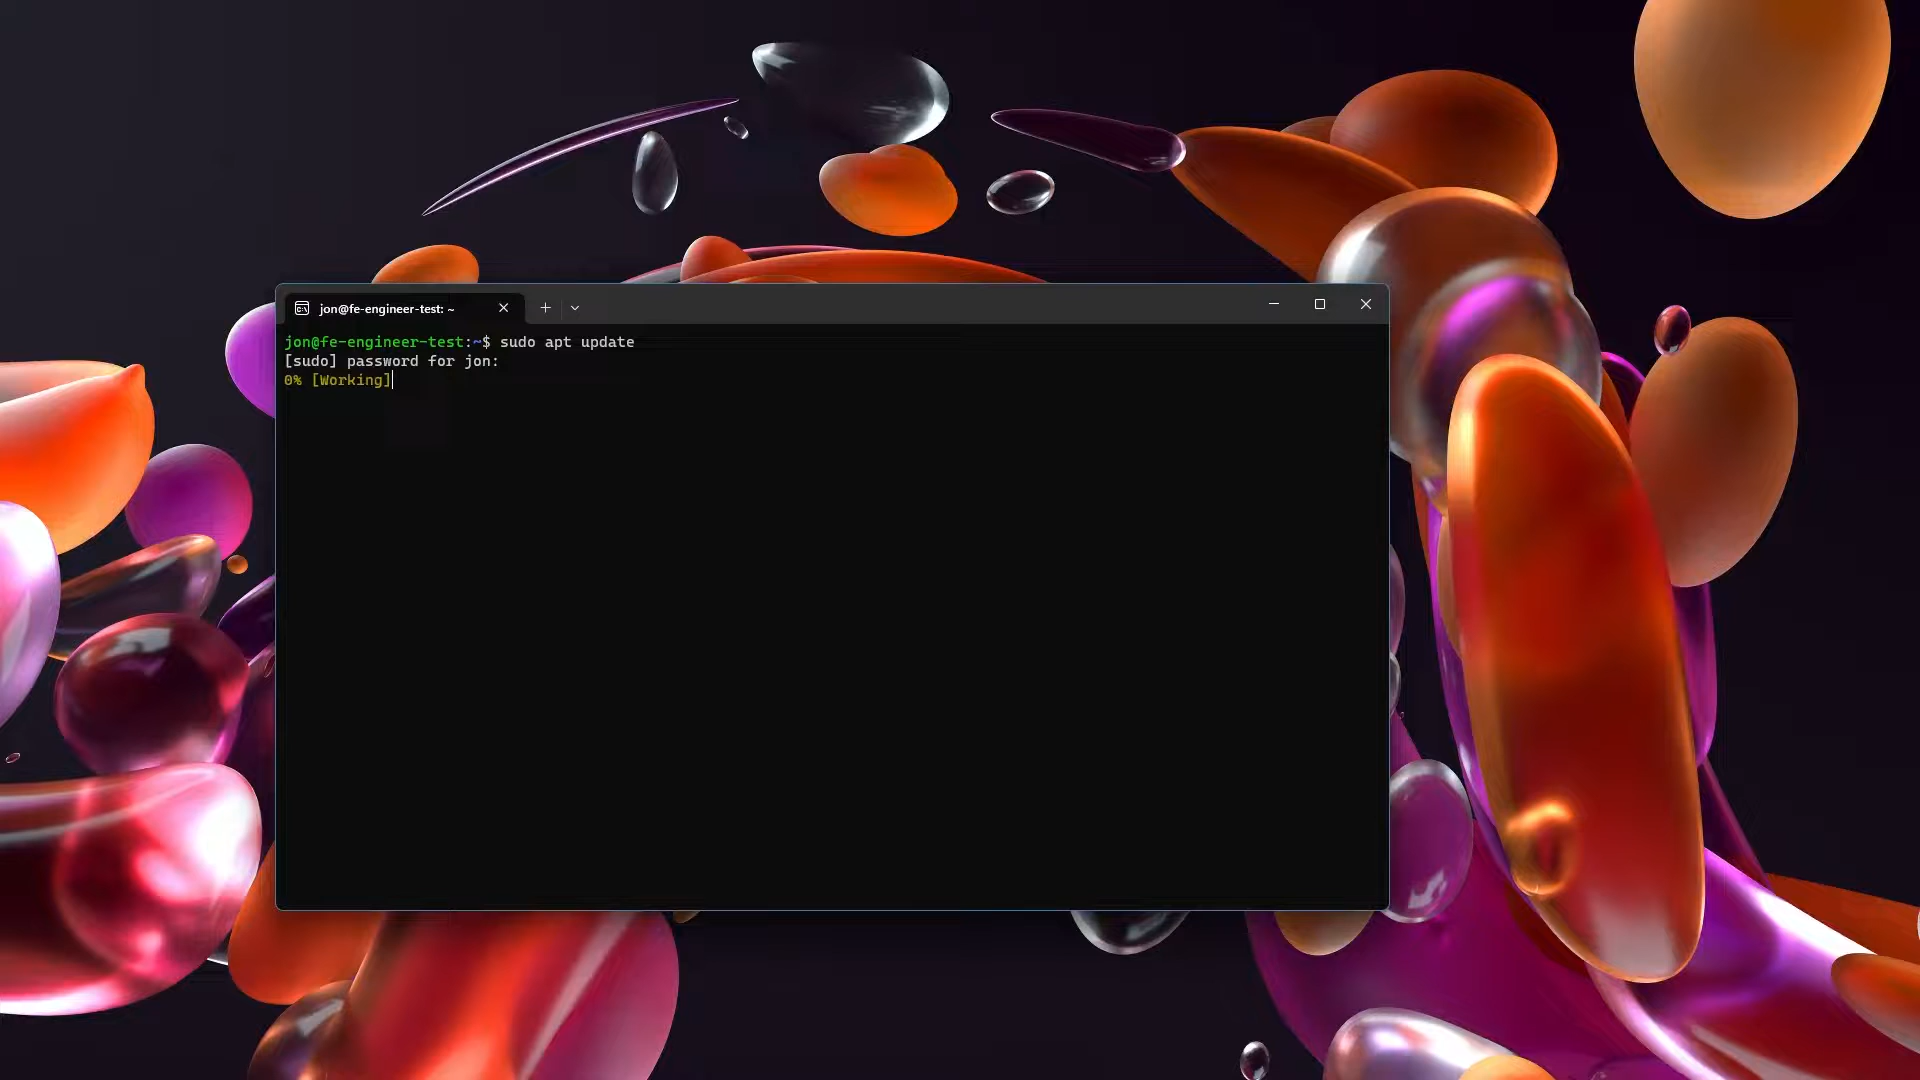 jon@fe-engineer-test: ~
jon@fe-engineer-test:~$ sudo apt update
[sudo] password for jon:
0% [Working]